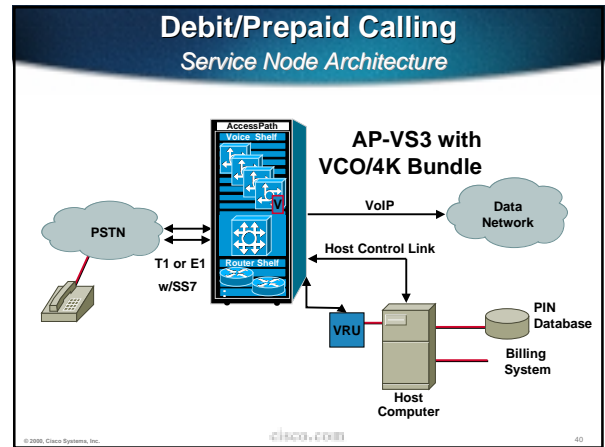 Debit/Prepaid Calling
Service Node Architecture
AccessPath
Voice Shelf
V
Router Shelf
AP-VS3 with
VCO/4K Bundle
PSTN
T1 or E1
w/SS7
VoIP
Data
Network
Host Control Link
VRU
Host
Computer
PIN
Database
Billing
System
© 2000, Cisco Systems, Inc.
cisco.com
40